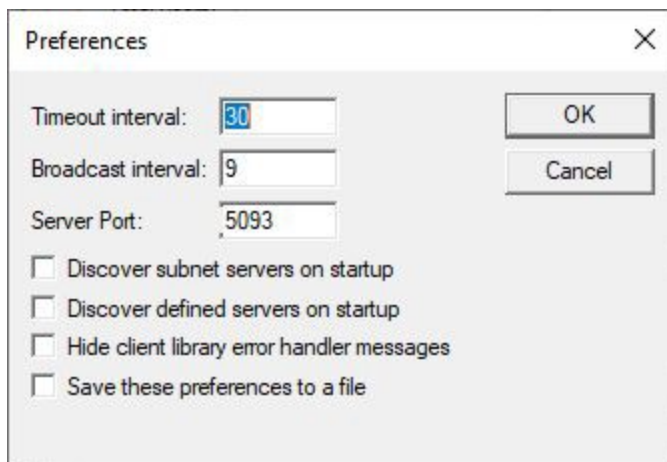 Preferences
Timeout interval: 30
OK
Broadcast interval: 9
Cancel
Server Port: 5093
Discover subnet servers on startup
Discover defined servers on startup
Hide client library error handler messages
Save these preferences to a file